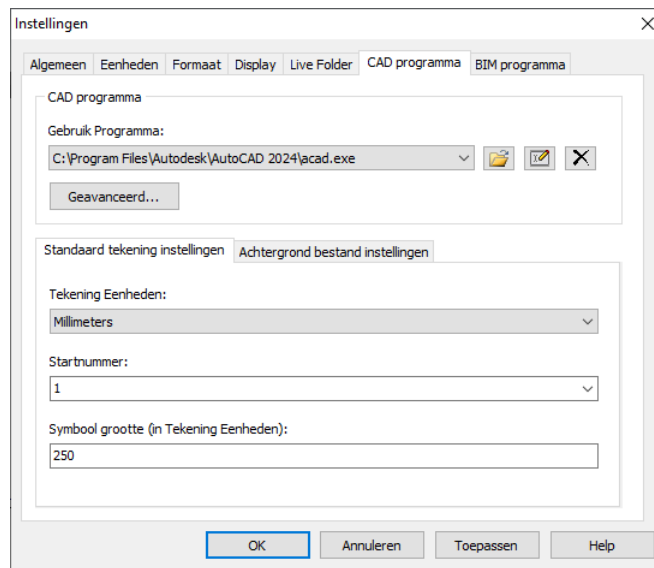 Instellingen
Algemeen Eenheden Formaat Display Live Folder CAD programma BIM programma
CAD programma
Gebruik Programma:
C:\Program Files\Autodesk\AutoCAD 2024\acad.exe
Geavanceerd...
Standaard tekening instellingen Achtergrond bestand instellingen
Tekening Eenheden:
Millimeters
Startnummer:
1
Symbool grootte (in Tekening Eenheden):
250
OK Annuleren Toepassen Help